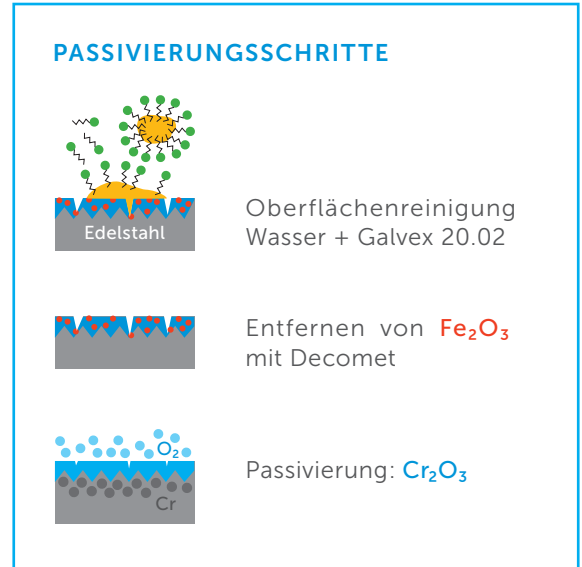 PASSIVIERUNGSSCHRITTE
Edelstahl
Oberflächenreinigung
Wasser + Galvex 20.02
Entfernen von Fe₂O₃
mit Decomet
O₂
Cr
Passivierung: Cr₂O₃